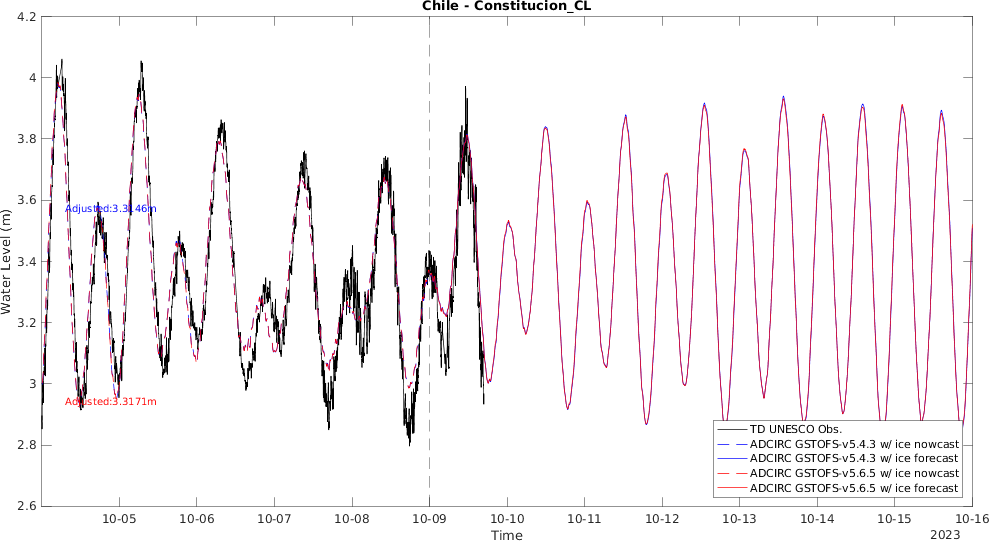 Chile - Constitucion_CL
Water Level (m)
4.2
4
3.8
3.6
3.4
3.2
3
2.8
2.6
Adjusted:3.3146m
Adjusted:3.3171m
TD UNESCO Obs.
ADCIRC GSTOFS-v5.4.3 w/ ice nowcast
ADCIRC GSTOFS-v5.4.3 w/ ice forecast
ADCIRC GSTOFS-v5.6.5 w/ ice nowcast
ADCIRC GSTOFS-v5.6.5 w/ ice forecast
10-05 10-06 10-07 10-08 10-09 10-10 10-11 10-12 10-13 10-14 10-15 10-16
Time
2023